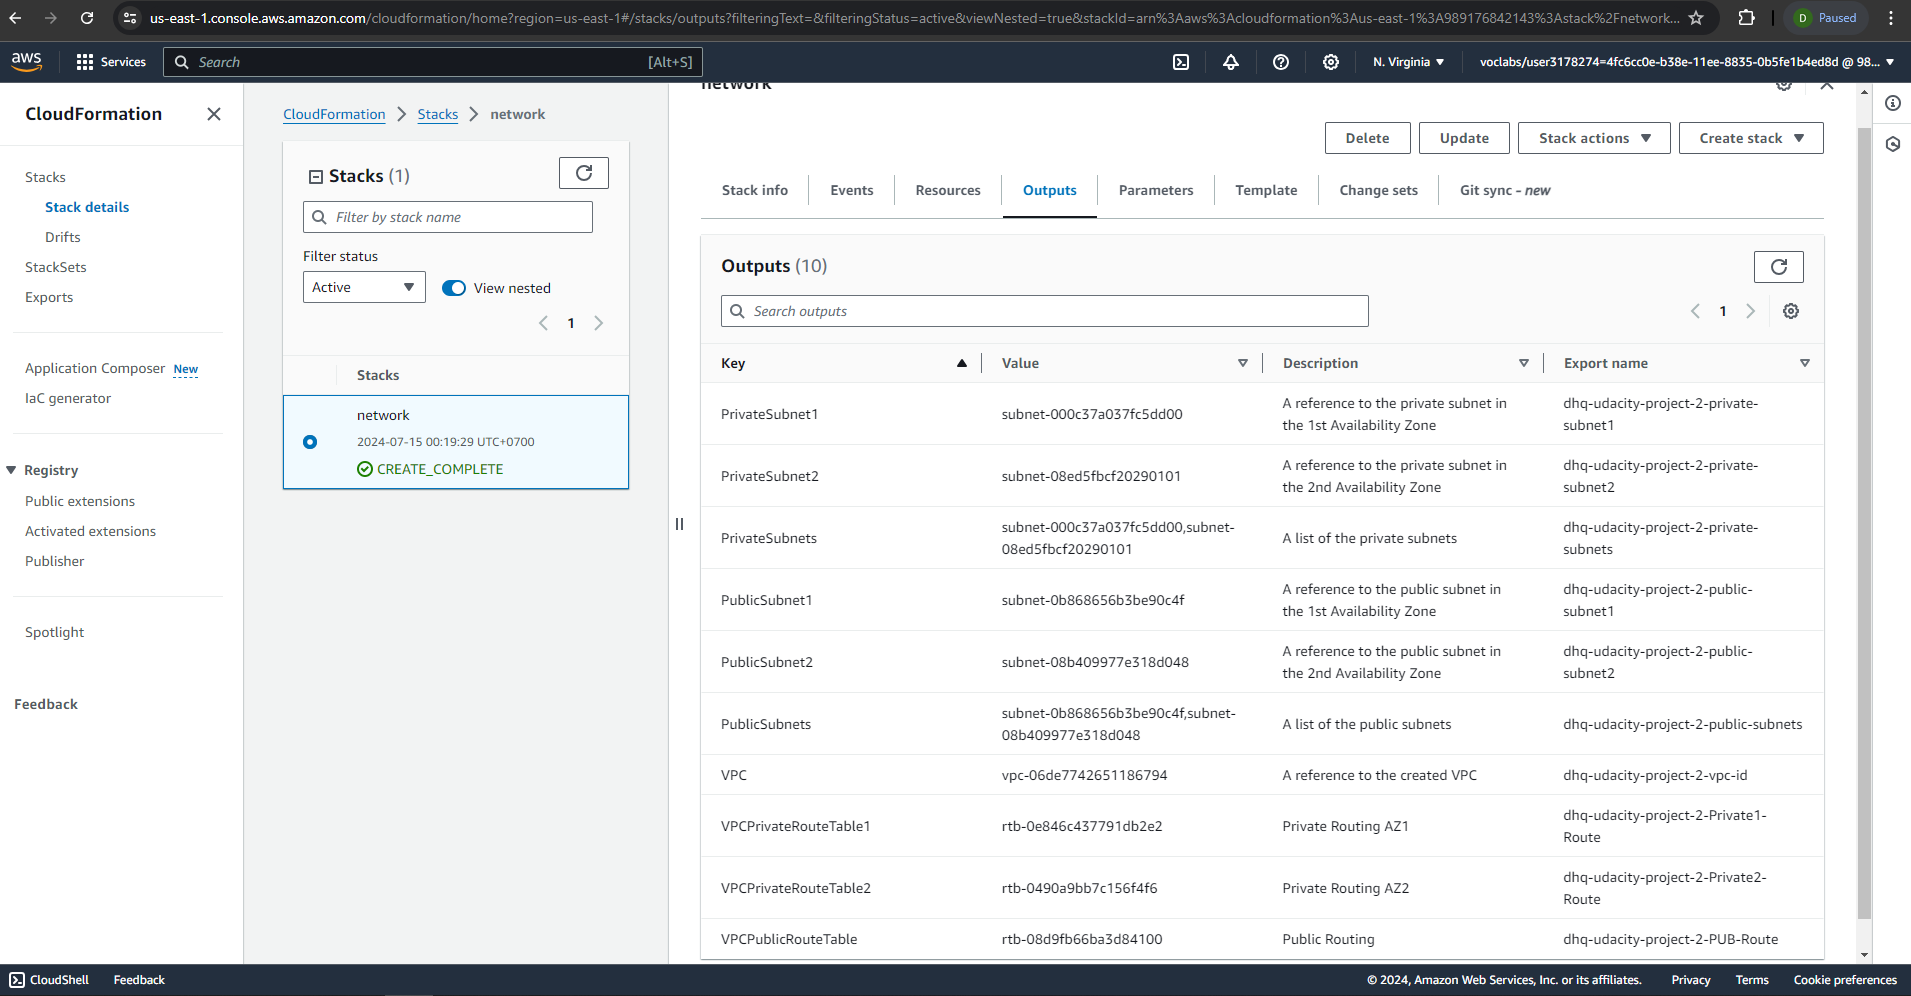 us-east-1.console.aws.amazon.com/cloudformation/home?region=us-east-1#/stacks/outputs?filteringText=&filteringStatus=active&viewNested=true&stackId=arn%3Aaws%3Acloudformation%3Aus-east-1%3A989176842143%3Astack%2Fnetwork...
D Paused
aws
Services
Search
[Alt+S]
N. Virginia
voclabs/user3178274=4fc6cc0e-b38e-11ee-8835-0b5fe1b4ed8d @ 98...
CloudFormation
Stacks
Stack details
Drifts
StackSets
Exports
Application Composer New
IaC generator
Registry
Public extensions
Activated extensions
Publisher
Spotlight
Feedback
CloudFormation
Stacks
network
Stacks (1)
Filter by stack name
Filter status
Active
View nested
1
Stacks
network
2024-07-15 00:19:29 UTC+0700
CREATE_COMPLETE
network
Delete
Update
Stack actions
Create stack
Stack info
Events
Resources
Outputs
Parameters
Template
Change sets
Git sync - new
Outputs (10)
Search outputs
1
Key
Value
Description
Export name
PrivateSubnet1
subnet-000c37a037fc5dd00
A reference to the private subnet in
the 1st Availability Zone
dhq-udacity-project-2-private-
subnet1
PrivateSubnet2
subnet-08ed5fbcf20290101
A reference to the private subnet in
the 2nd Availability Zone
dhq-udacity-project-2-private-
subnet2
PrivateSubnets
subnet-000c37a037fc5dd00,subnet-
08ed5fbcf20290101
A list of the private subnets
dhq-udacity-project-2-private-
subnets
PublicSubnet1
subnet-0b868656b3be90c4f
A reference to the public subnet in
the 1st Availability Zone
dhq-udacity-project-2-public-
subnet1
PublicSubnet2
subnet-08b409977e318d048
A reference to the public subnet in
the 2nd Availability Zone
dhq-udacity-project-2-public-
subnet2
PublicSubnets
subnet-0b868656b3be90c4f,subnet-
08b409977e318d048
A list of the public subnets
dhq-udacity-project-2-public-subnets
VPC
vpc-06de7742651186794
A reference to the created VPC
dhq-udacity-project-2-vpc-id
VPCPrivateRouteTable1
rtb-0e846c437791db2e2
Private Routing AZ1
dhq-udacity-project-2-Private1-
Route
VPCPrivateRouteTable2
rtb-0490a9bb7c156f4f6
Private Routing AZ2
dhq-udacity-project-2-Private2-
Route
VPCPublicRouteTable
rtb-08d9fb66ba3d84100
Public Routing
dhq-udacity-project-2-PUB-Route
CloudShell
Feedback
© 2024, Amazon Web Services, Inc. or its affiliates.
Privacy
Terms
Cookie preferences